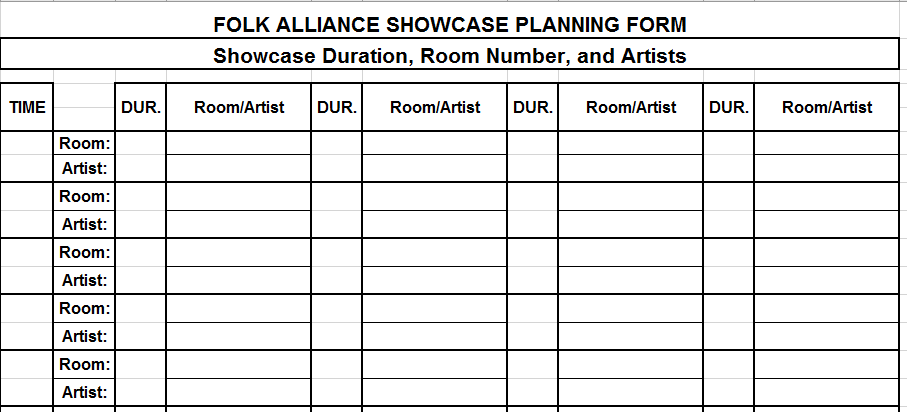 FOLK ALLIANCE SHOWCASE PLANNING FORM
Showcase Duration, Room Number, and Artists
TIME DUR. Room/Artist DUR. Room/Artist DUR. Room/Artist DUR. Room/Artist
Room:
Artist:
Room:
Artist:
Room:
Artist:
Room:
Artist:
Room:
Artist: